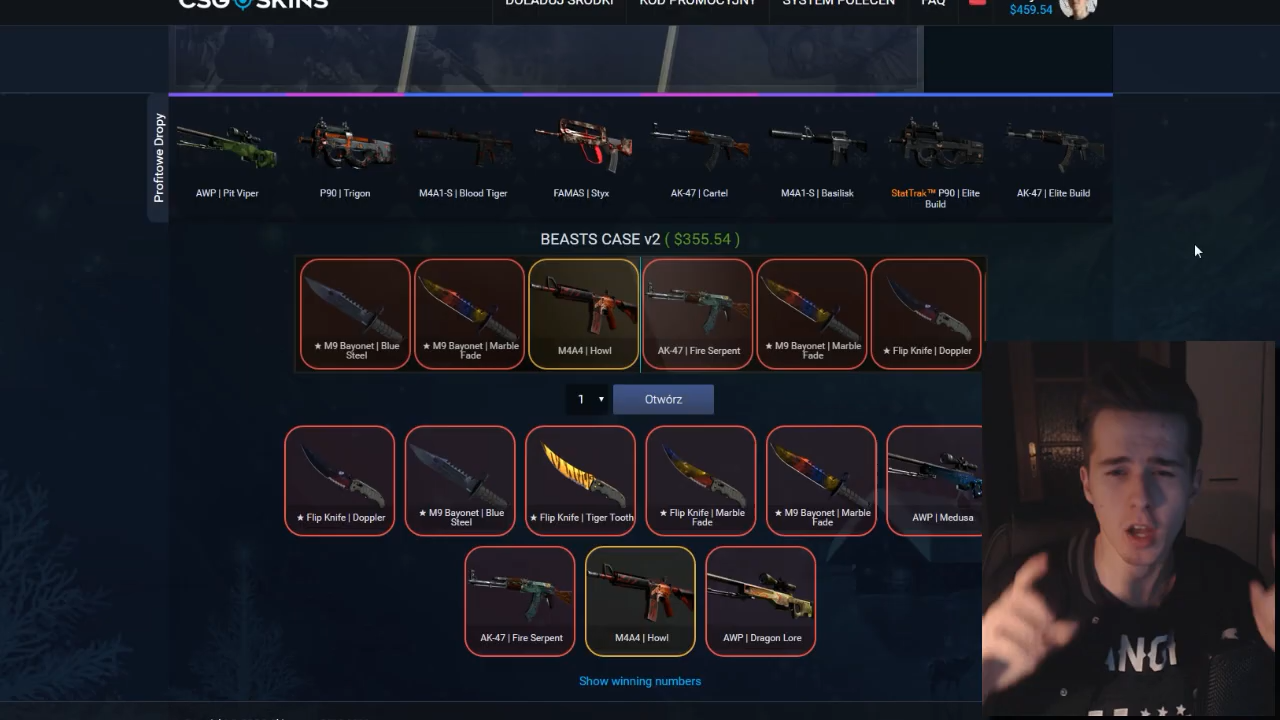 CSG SKINS
DOŁADUJ ŚRODKI
KOD PROMOCYJNY
SYSTEM POLECEŃ
FAQ
$459.54
Profitowe Dropy
AWP | Pit Viper
P90 | Trigon
M4A1-S | Blood Tiger
FAMAS | Styx
AK-47 | Cartel
M4A1-S | Basilisk
StatTrak™ P90 | Elite
Build
AK-47 | Elite Build
BEASTS CASE v2 ( $355.54 )
★ M9 Bayonet | Blue
Steel
★ M9 Bayonet | Marble
Fade
M4A4 | Howl
AK-47 | Fire Serpent
★ M9 Bayonet | Marble
Fade
★ Flip Knife | Doppler
1
Otwórz
★ Flip Knife | Doppler
★ M9 Bayonet | Blue
Steel
★ Flip Knife | Tiger Tooth
★ Flip Knife | Marble
Fade
★ M9 Bayonet | Marble
Fade
AWP | Medusa
AK-47 | Fire Serpent
M4A4 | Howl
AWP | Dragon Lore
Show winning numbers